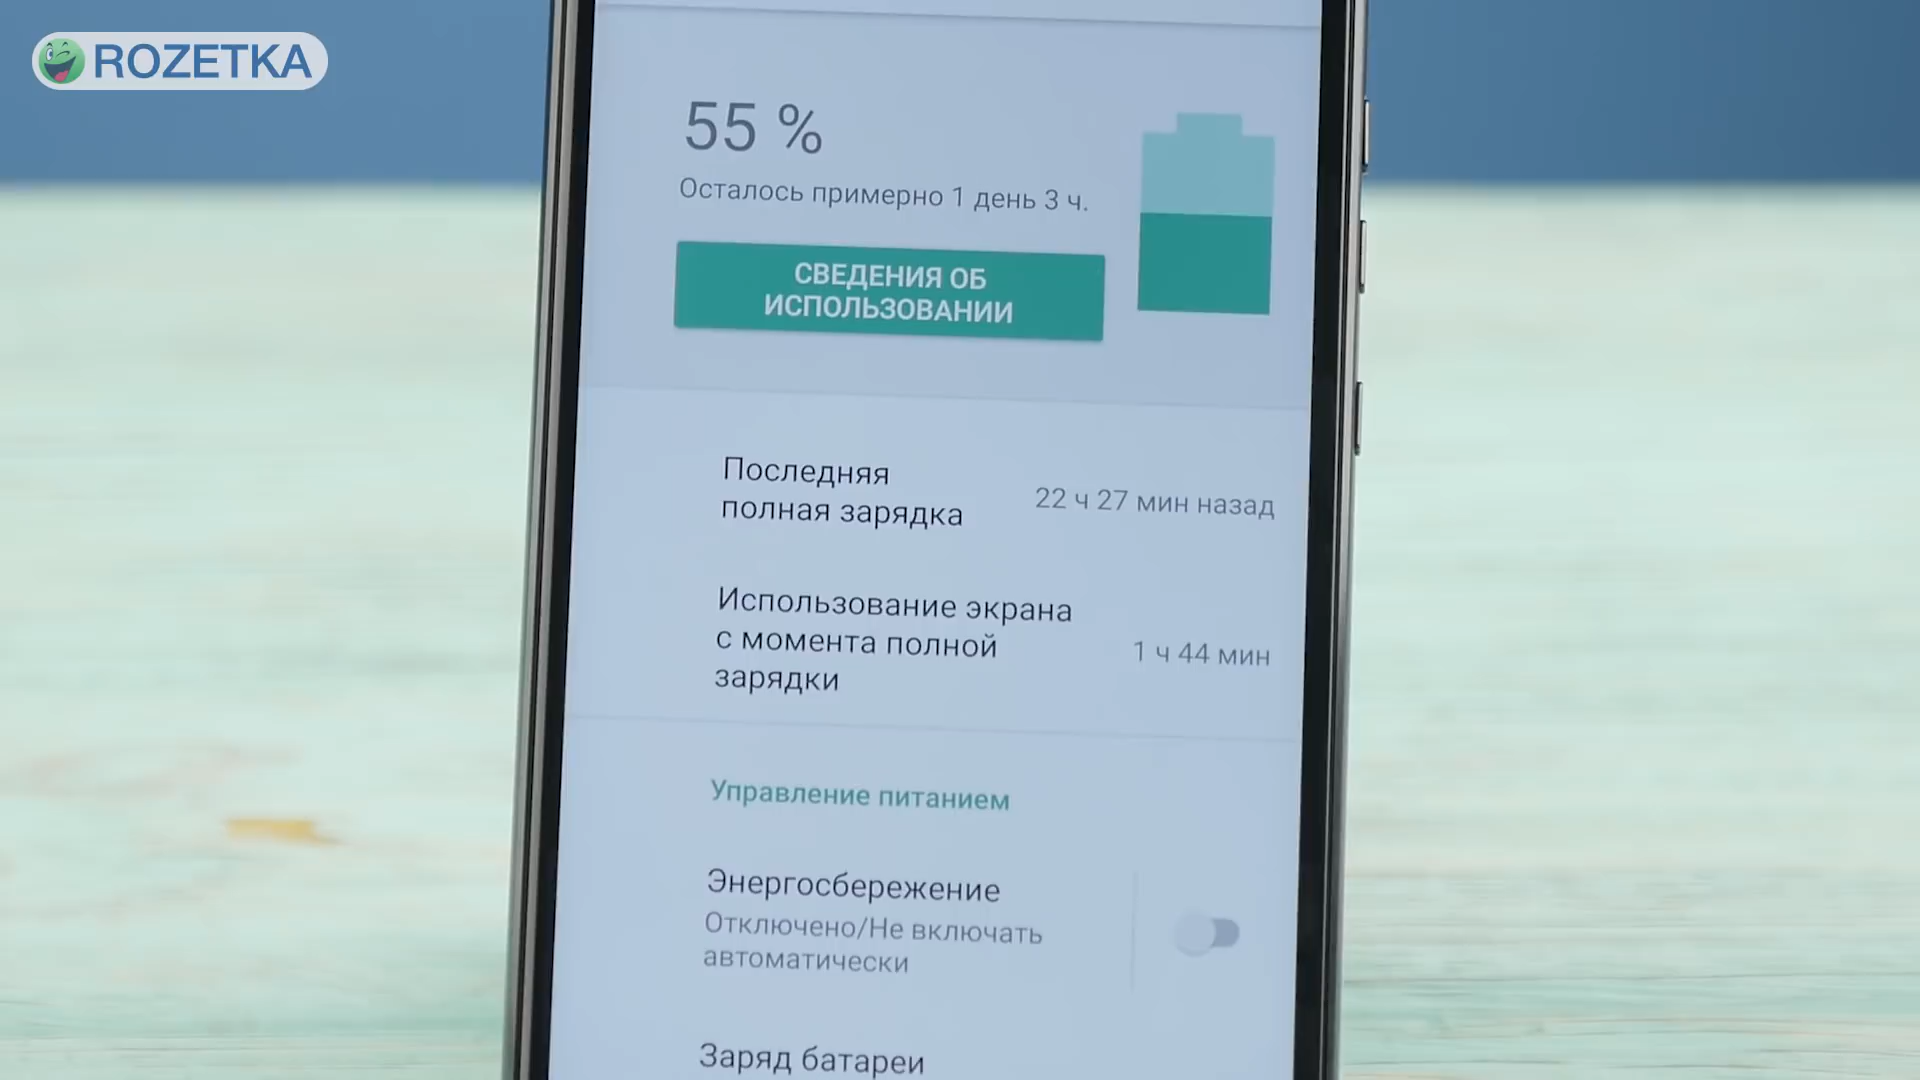 ROZETKA
55 %
Осталось примерно 1 день 3 ч.
СВЕДЕНИЯ ОБ
ИСПОЛЬЗОВАНИИ
Последняя
полная зарядка
22 ч 27 мин назад
Использование экрана
с момента полной
зарядки
1 ч 44 мин
Управление питанием
Энергосбережение
Отключено/Не включать
автоматически
Заряд батареи